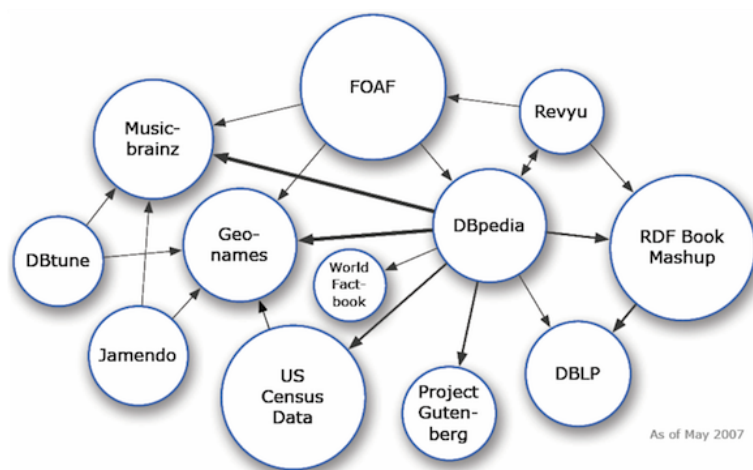 FOAF
Music-
brainz
Revyu
DBpedia
Geo-
names
RDF Book
Mashup
DBtune
World
Fact-
book
Jamendo
US
Census
Data
Project
Guten-
berg
DBLP
As of May 2007